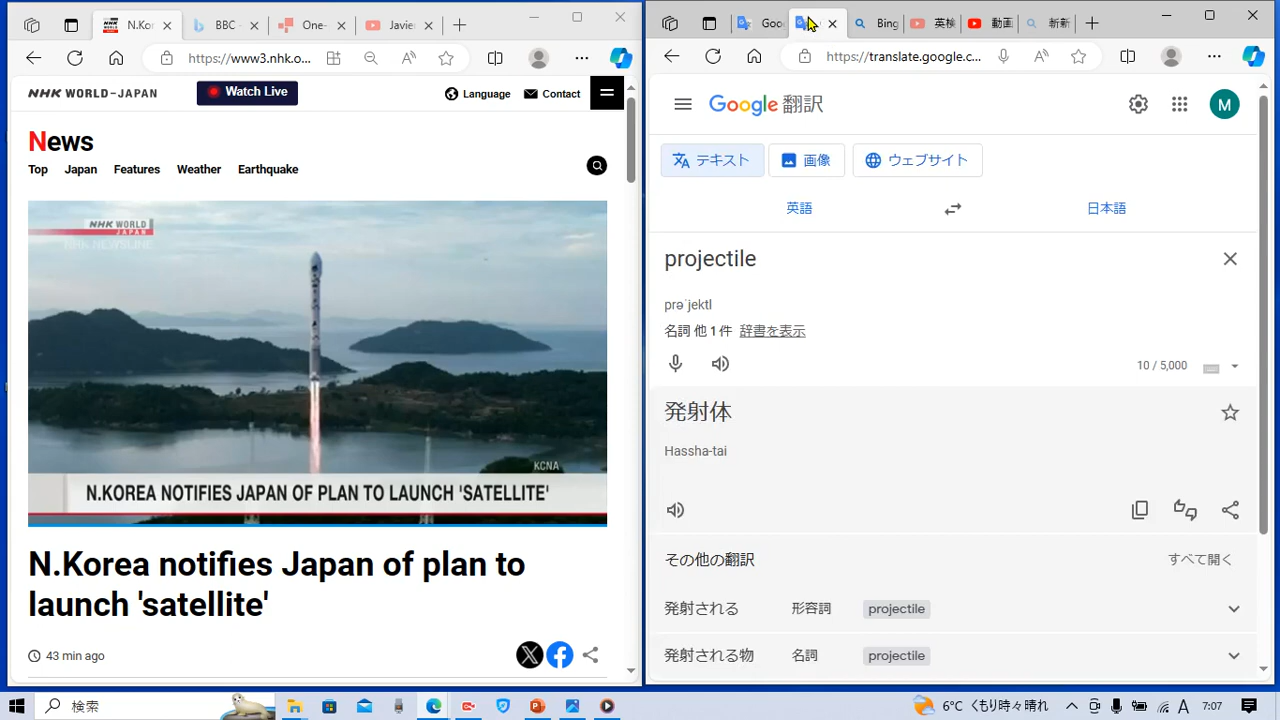 N.Kor
BBC -
One-
Javie
https://www3.nhk.o...
NHK WORLD-JAPAN
Watch Live
Language
Contact
News
Top Japan Features Weather Earthquake
NHK WORLD
JAPAN
NHK NEWSLINE
KCNA
N.KOREA NOTIFIES JAPAN OF PLAN TO LAUNCH 'SATELLITE'
N.Korea notifies Japan of plan to
launch 'satellite'
43 min ago
Goo
Bing
英検
動画
斬新
https://translate.google.c...
Google 翻訳
M
テキスト
画像
ウェブサイト
英語
日本語
projectile
prəˈjektl
名詞 他 1 件 辞書を表示
10 / 5,000
発射体
Hassha-tai
その他の翻訳
すべて開く
発射される 形容詞 projectile
発射される物 名詞 projectile
検索
6°C くもり時々晴れ
A
7:07